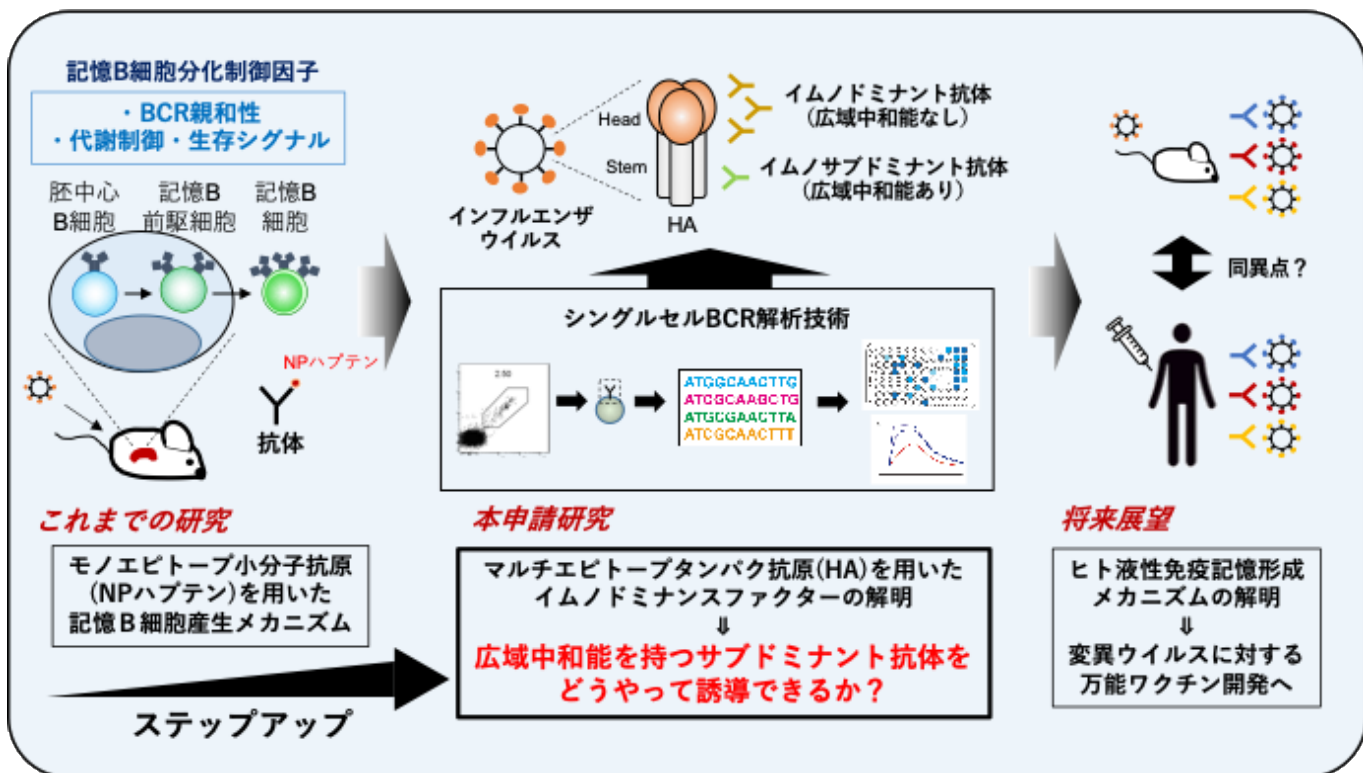 記憶B細胞分化制御因子
・BCR親和性
・代謝制御・生存シグナル
胚中心
B細胞
記憶B
前駆細胞
記憶B
細胞
NPハプテン
抗体
これまでの研究
モノエピトープ小分子抗原
(NPハプテン)を用いた
記憶B細胞産生メカニズム
ステップアップ
インフルエンザ
ウイルス
Head
Stem
HA
イムノドミナント抗体
(広域中和能なし)
イムノサブドミナント抗体
(広域中和能あり)
シングルセルBCR解析技術
2.50
ATGGCAACTTG
ATCGCAAGCTG
ATGCGAACTTA
ATCGCAACTTT
本申請研究
マルチエピトープタンパク抗原(HA)を用いた
イムノドミナンスファクターの解明
⇓
広域中和能を持つサブドミナント抗体を
どうやって誘導できるか？
同異点？
将来展望
ヒト液性免疫記憶形成
メカニズムの解明
⇓
変異ウイルスに対する
万能ワクチン開発へ